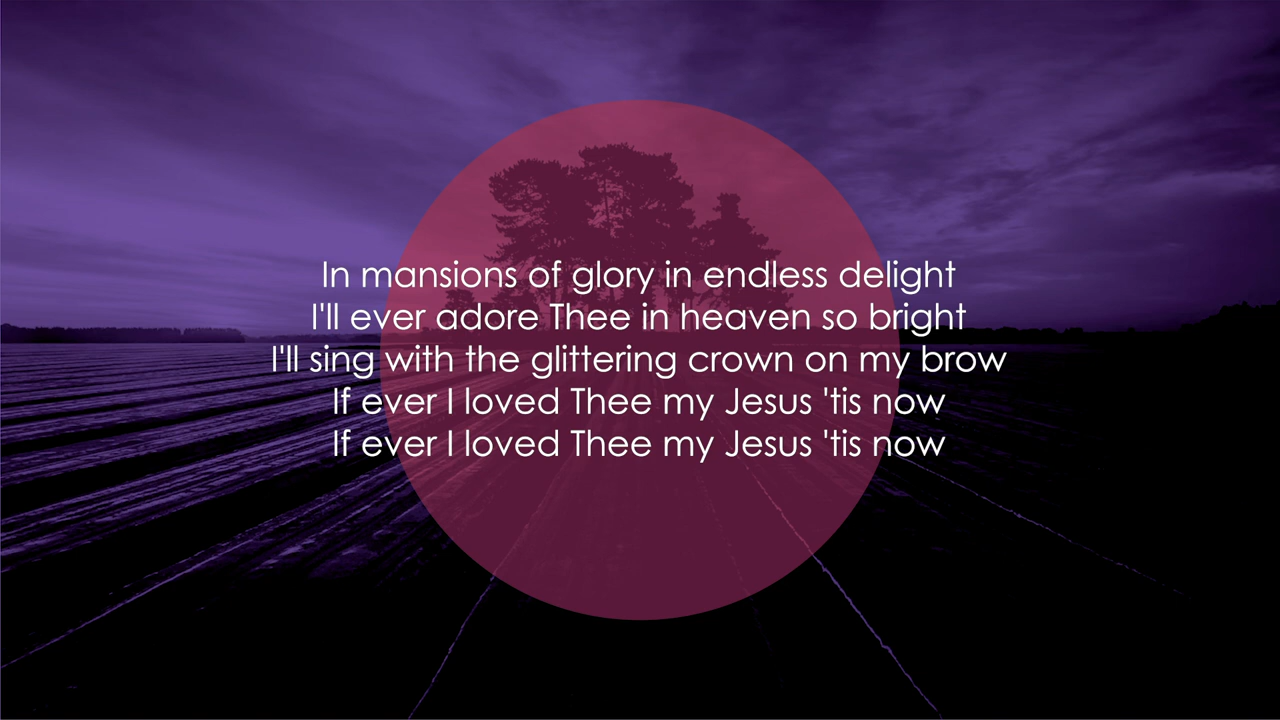 In mansions of glory in endless delight
I'll ever adore Thee in heaven so bright
I'll sing with the glittering crown on my brow
If ever I loved Thee my Jesus 'tis now
If ever I loved Thee my Jesus 'tis now